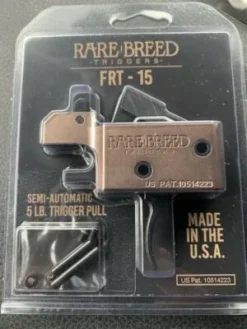 RARE BREED
TRIGGERS
FRT - 15
RARE BREED
US PAT. 10514223
SEMI-AUTOMATIC
5 LB. TRIGGER PULL
MADE IN
THE
U.S.A.
US Pat. 10514223